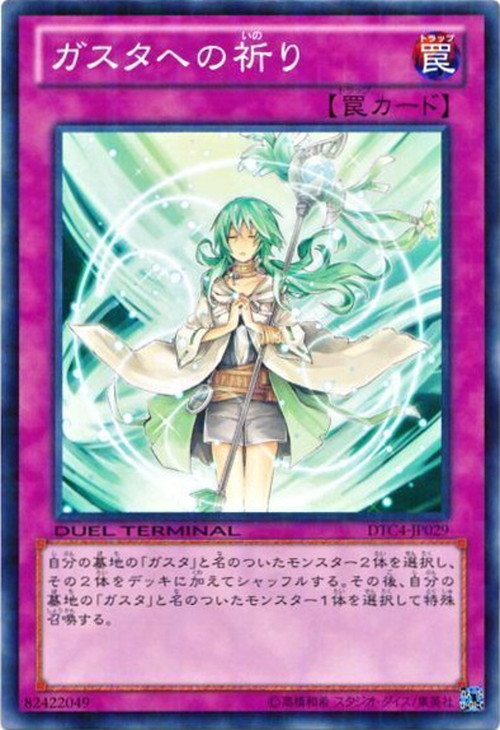 ガスタへの祈り
いの
トラップ
罠
トラップ
【罠カード】
DUEL TERMINAL
DTC4-JP029
自分の墓地の「ガスタ」と名のついたモンスター2体を選択し、
その2体をデッキに加えてシャッフルする。その後、自分の
墓地の「ガスタ」と名のついたモンスター1体を選択して特殊
召喚する。
82422049
©高橋和希 スタジオ・ダイス/集英社